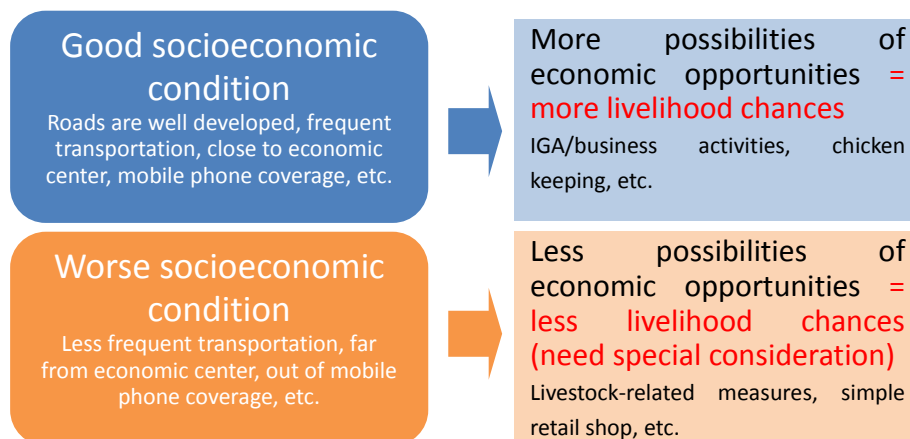 Good socioeconomic
condition
Roads are well developed, frequent
transportation, close to economic
center, mobile phone coverage, etc.
More possibilities of
economic opportunities =
more livelihood chances
IGA/business activities, chicken
keeping, etc.
Worse socioeconomic
condition
Less frequent transportation, far
from economic center, out of mobile
phone coverage, etc.
Less possibilities of
economic opportunities =
less livelihood chances
(need special consideration)
Livestock-related measures, simple
retail shop, etc.